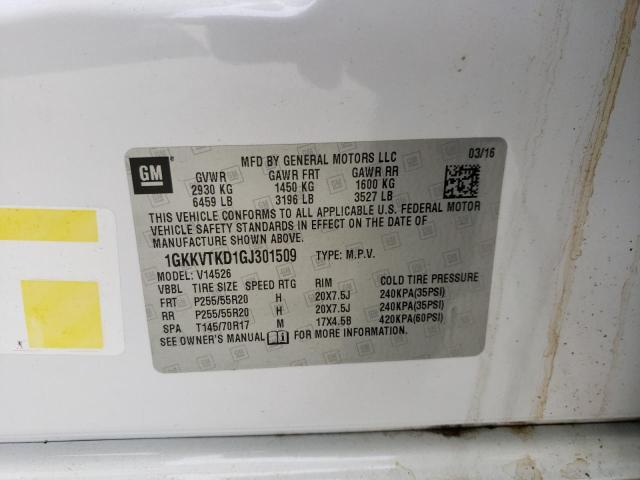 GM
MFD BY GENERAL MOTORS LLC 03/16
GVWR GAWR FRT GAWR RR
2930 KG 1450 KG 1600 KG
6459 LB 3196 LB 3527 LB
THIS VEHICLE CONFORMS TO ALL APPLICABLE U.S. FEDERAL MOTOR
VEHICLE SAFETY STANDARDS IN EFFECT ON THE DATE OF
MANUFACTURE SHOWN ABOVE.
1GKKVTKD1GJ301509 TYPE: M.P.V.
MODEL: V14526
VBBL TIRE SIZE SPEED RTG RIM COLD TIRE PRESSURE
FRT P255/55R20 H 20X7.5J 240KPA(35PSI)
RR P255/55R20 H 20X7.5J 240KPA(35PSI)
SPA T145/70R17 M 17X4.5B 420KPA(60PSI)
SEE OWNER'S MANUAL FOR MORE INFORMATION.